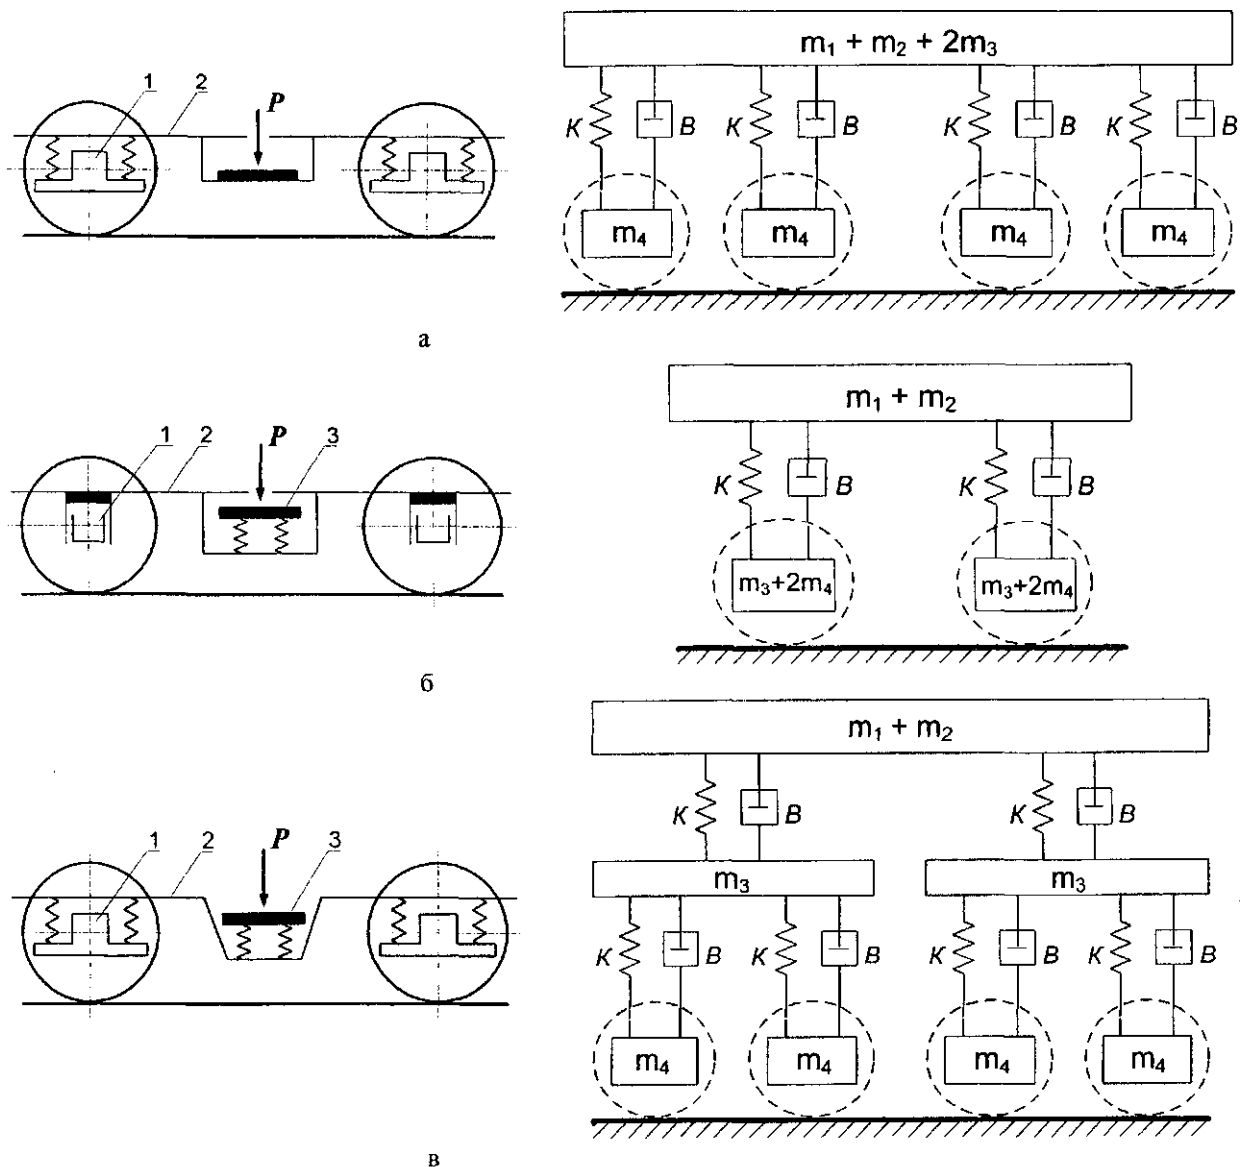 m₁ + m₂ + 2m₃
1 2 P
К В К В К В К В
m₄ m₄ m₄ m₄
а
m₁ + m₂
1 2 P 3
К В К В
m₃+2m₄ m₃+2m₄
б
m₁ + m₂
К В К В
1 2 P 3
m₃ m₃
К В К В К В К В
m₄ m₄ m₄ m₄
в